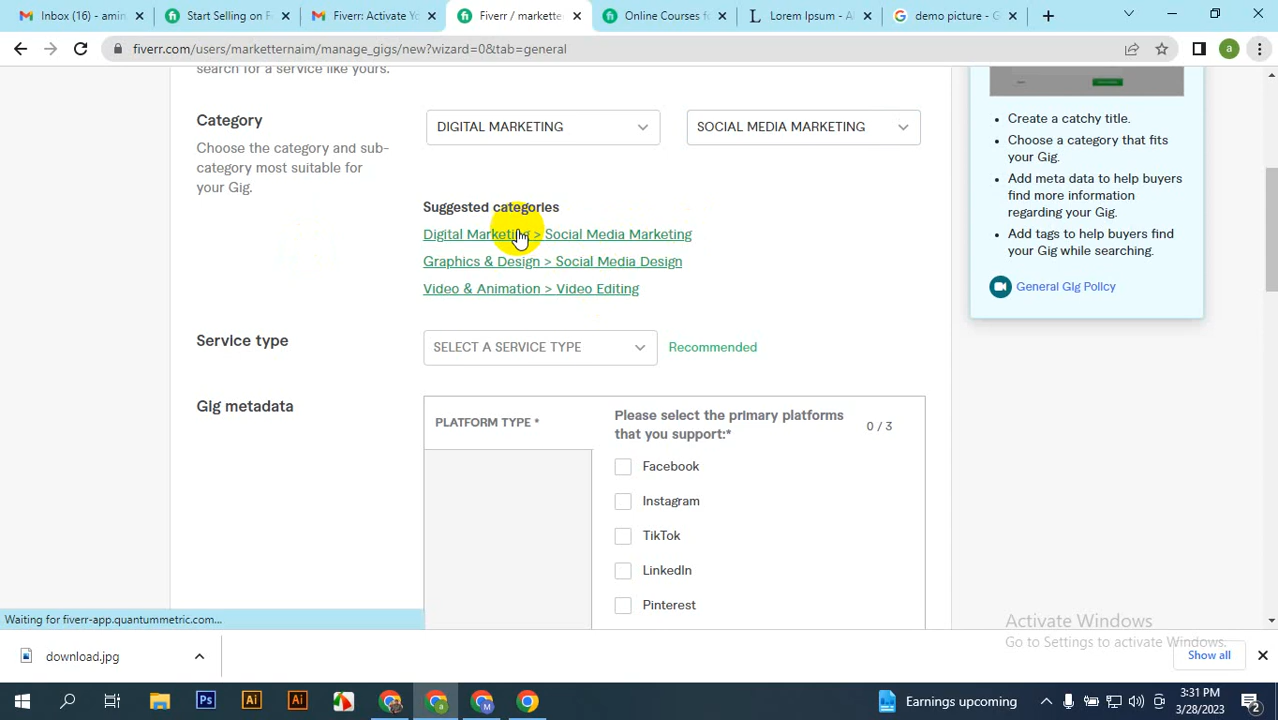 Inbox (16) - amin
Start Selling on F
Fiverr: Activate Y
Fiverr / markette
Online Courses fo
Lorem Ipsum - Al
demo picture - G
fiverr.com/users/marketternaim/manage_gigs/new?wizard=0&tab=general
search for a service like yours.
Category
Choose the category and sub-
category most suitable for
your Gig.
DIGITAL MARKETING
SOCIAL MEDIA MARKETING
Suggested categories
Digital Marketing > Social Media Marketing
Graphics & Design > Social Media Design
Video & Animation > Video Editing
Service type
SELECT A SERVICE TYPE
Recommended
Gig metadata
PLATFORM TYPE *
Please select the primary platforms
that you support:*
0 / 3
Facebook
Instagram
TikTok
LinkedIn
Pinterest
• Create a catchy title.
• Choose a category that fits
your Gig.
• Add meta data to help buyers
find more information
regarding your Gig.
• Add tags to help buyers find
your Gig while searching.
General Gig Policy
Waiting for fiverr-app.quantummetric.com...
Activate Windows
Go to Settings to activate Windows.
download.jpg
Show all
Earnings upcoming
3:31 PM
3/28/2023